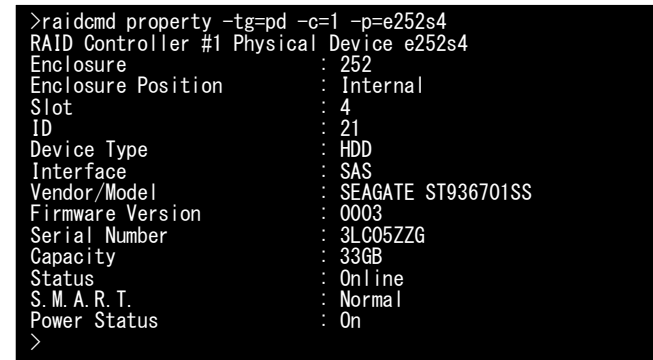 >raidcmd property -tg=pd -c=1 -p=e252s4
RAID Controller #1 Physical Device e252s4
Enclosure : 252
Enclosure Position : Internal
Slot : 4
ID : 21
Device Type : HDD
Interface : SAS
Vendor/Model : SEAGATE ST936701SS
Firmware Version : 0003
Serial Number : 3LC05ZZG
Capacity : 33GB
Status : Online
S.M.A.R.T. : Normal
Power Status : On
>